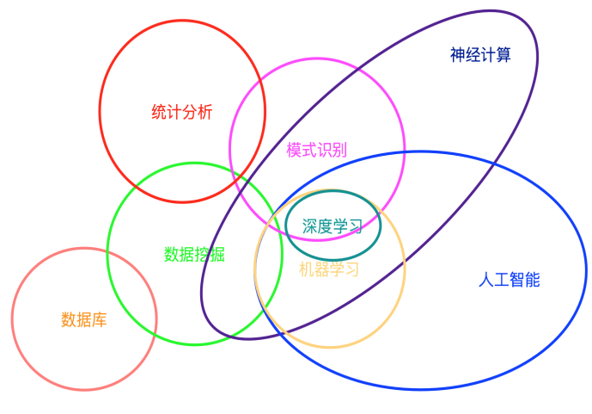 神经计算
统计分析
模式识别
深度学习
数据挖掘
机器学习
人工智能
数据库